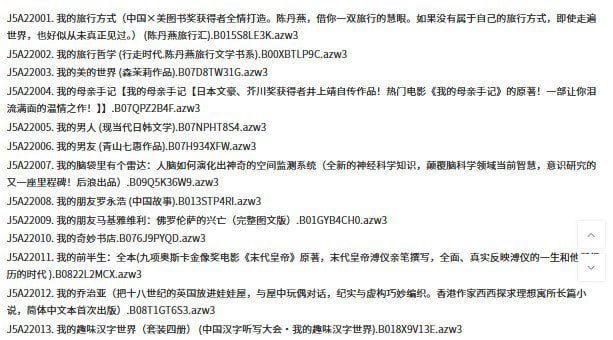 J5A22001. 我的旅行方式（中国×美图书奖获得者全情打造。陈丹燕，借你一双旅行的慧眼。如果没有属于自己的旅行方式，即使走遍
世界，也好似从未真正见过。） (陈丹燕旅行汇).B015S8LE3K.azw3
J5A22002. 我的旅行哲学 (行走时代.陈丹燕旅行文学书系).B00XBTLP9C.azw3
J5A22003. 我的美的世界 (森茉莉作品).B07D8TW31G.azw3
J5A22004. 我的母亲手记【我的母亲手记【日本文豪、芥川奖获得者井上靖自传作品！热门电影《我的母亲手记》的原著！一部让你泪
流满面的温情之作！】】.B07QPZ2B4F.azw3
J5A22005. 我的男人 (现当代日韩文学).B07NPHT8S4.azw3
J5A22006. 我的男友 (青山七惠作品).B07H934XFW.azw3
J5A22007. 我的脑袋里有个雷达：人脑如何演化出神奇的空间监测系统（全新的神经科学知识，颠覆脑科学领域当前智慧，意识研究的
又一座里程碑！后浪出品）.B09Q5K36W9.azw3
J5A22008. 我的朋友罗永浩 (中国故事).B013STP4RI.azw3
J5A22009. 我的朋友马基雅维利：佛罗伦萨的兴亡（完整图文版）.B01GYB4CH0.azw3
J5A22010. 我的奇妙书店.B076J9PYQD.azw3
J5A22011. 我的前半生：全本(九项奥斯卡金像奖电影《末代皇帝》原著，末代皇帝溥仪亲笔撰写，全面、真实反映溥仪的一生和他
历的时代 ).B0822L2MCX.azw3
J5A22012. 我的乔治亚（把十八世纪的英国放进娃娃屋，与屋中玩偶对话，纪实与虚构巧妙编织。香港作家西西探求理想寓所长篇小
说，简体中文本首次出版）.B08T1GT6S3.azw3
J5A22013. 我的趣味汉字世界（套装四册） (中国汉字听写大会·我的趣味汉字世界).B018X9V13E.azw3